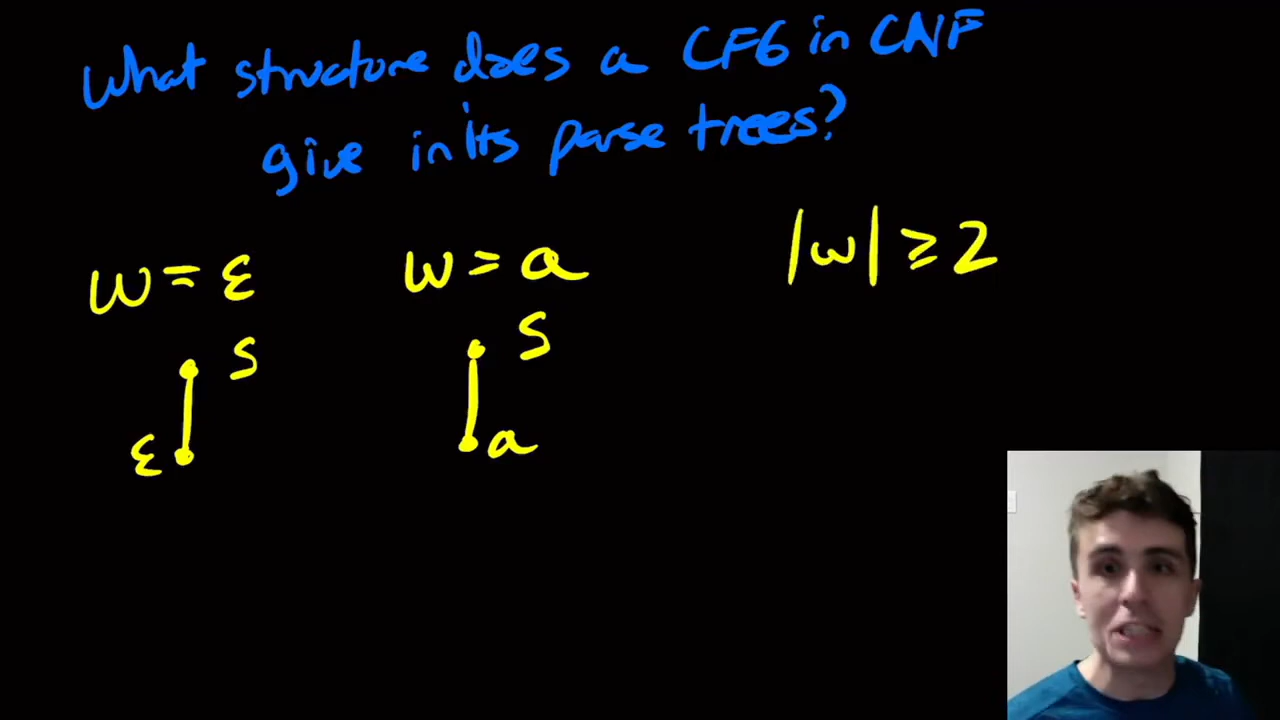 What structure does a CFG in CNF
give in its parse trees?
w = ε
w = a
|w| ≥ 2
S
S
ε
a